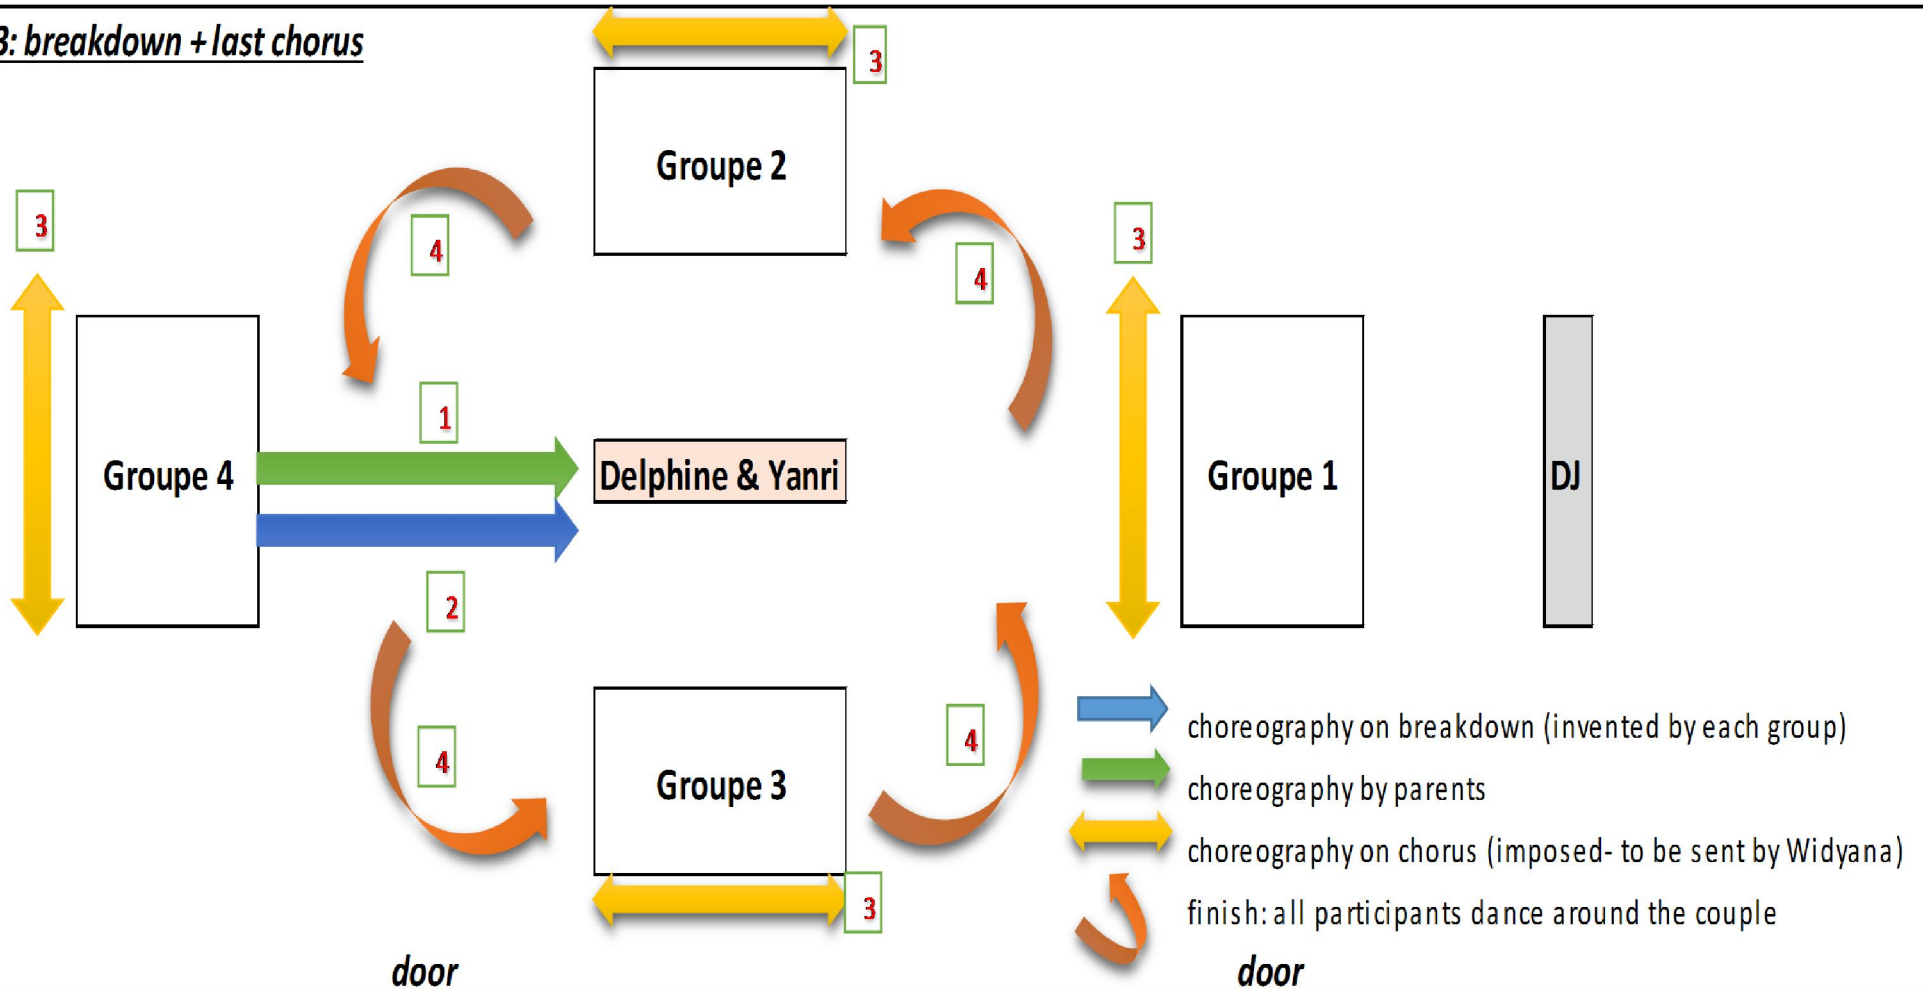 3: breakdown + last chorus
3
Groupe 2
3
4
4
3
1
Groupe 4
Delphine & Yanri
Groupe 1
DJ
2
4
Groupe 3
4
3
choreography on breakdown (invented by each group)
choreography by parents
choreography on chorus (imposed- to be sent by Widyana)
finish: all participants dance around the couple
door
door